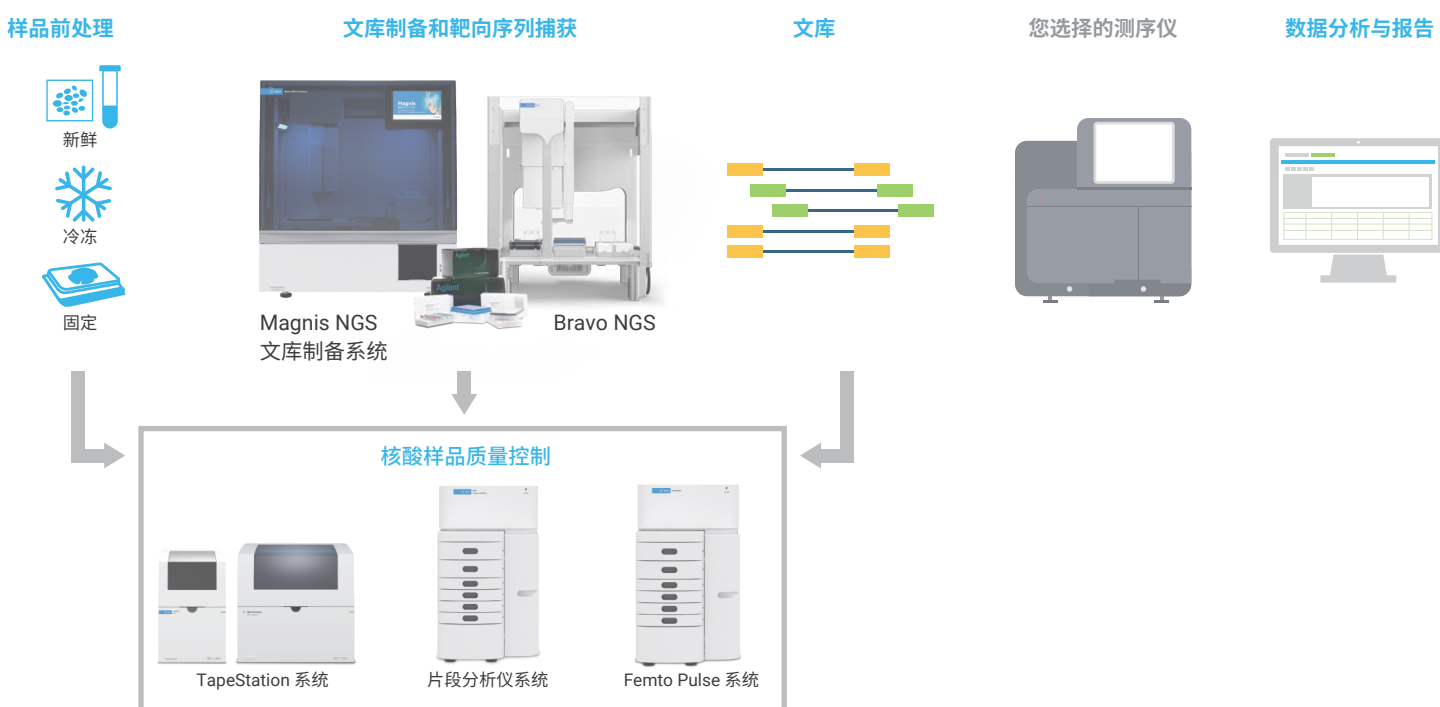 样品前处理
文库制备和靶向序列捕获
文库
您选择的测序仪
数据分析与报告
新鲜
冷冻
固定
Magnis
Agilent
Agilent
Magnis NGS
文库制备系统
Bravo NGS
核酸样品质量控制
TapeStation 系统
片段分析仪系统
Femto Pulse 系统